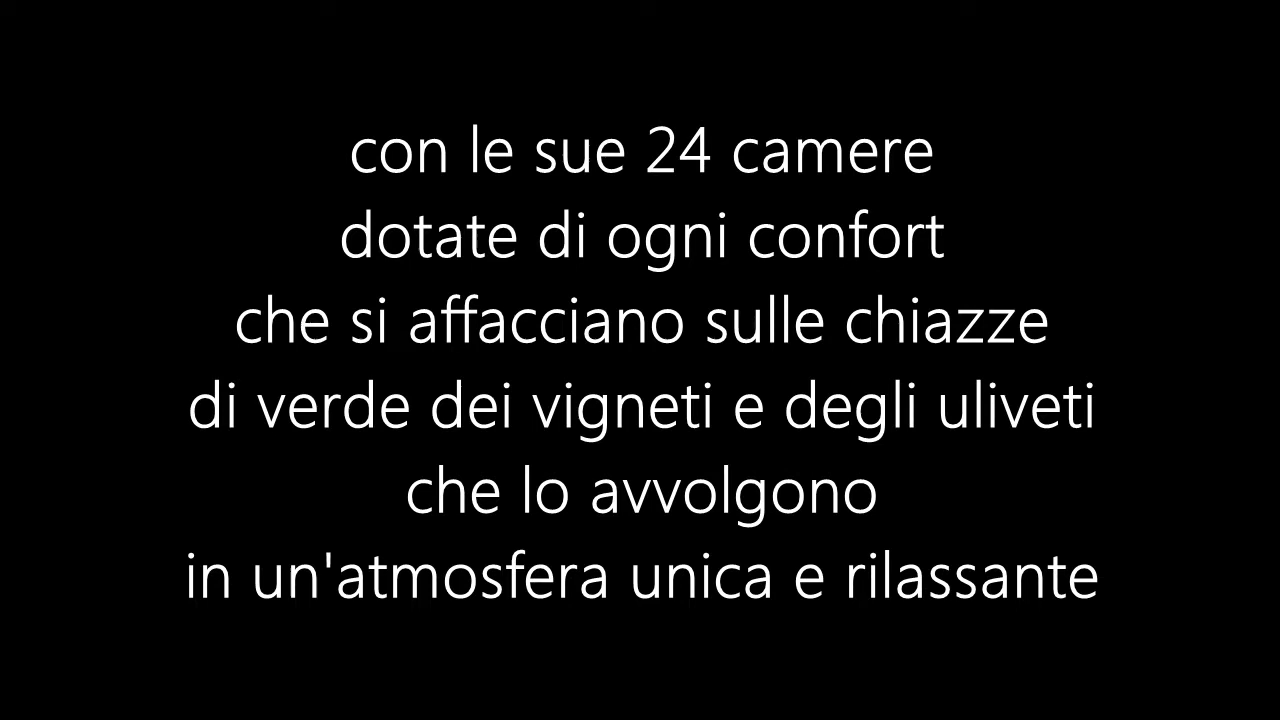 con le sue 24 camere
dotate di ogni confort
che si affacciano sulle chiazze
di verde dei vigneti e degli uliveti
che lo avvolgono
in un'atmosfera unica e rilassante